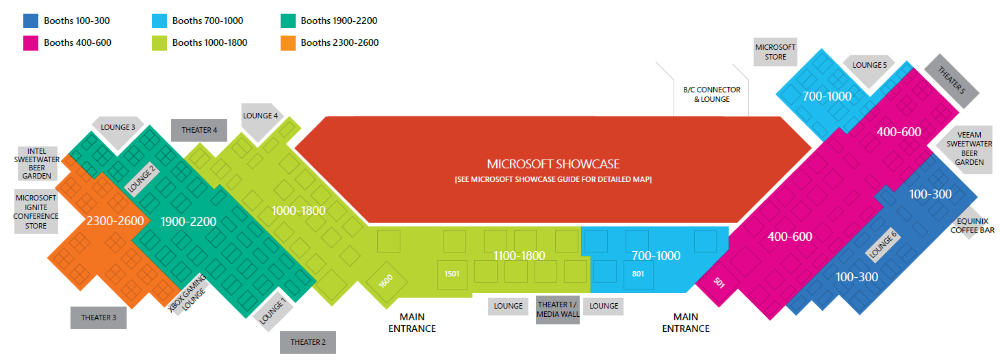 Booths 100-300
Booths 700-1000
Booths 1900-2200
Booths 400-600
Booths 1000-1800
Booths 2300-2600
MICROSOFT
STORE
LOUNGE 5
THEATER 5
B/C CONNECTOR
& LOUNGE
700-1000
LOUNGE 4
LOUNGE 3
THEATER 4
400-600
VEEAM
SWEETWATER
BEER
GARDEN
INTEL
SWEETWATER
BEER
GARDEN
LOUNGE 2
MICROSOFT SHOWCASE
[SEE MICROSOFT SHOWCASE GUIDE FOR DETAILED MAP]
MICROSOFT
IGNITE
CONFERENCE
STORE
100-300
1000-1800
2300-2600
1900-2200
EQUINIX
COFFEE BAR
400-600
LOUNGE 6
1100-1800
700-1000
1600
1501
801
501
100-300
XBOX GAMING
LOUNGE
LOUNGE 1
LOUNGE
THEATER 1 /
MEDIA WALL
LOUNGE
THEATER 3
MAIN
ENTRANCE
MAIN
ENTRANCE
THEATER 2